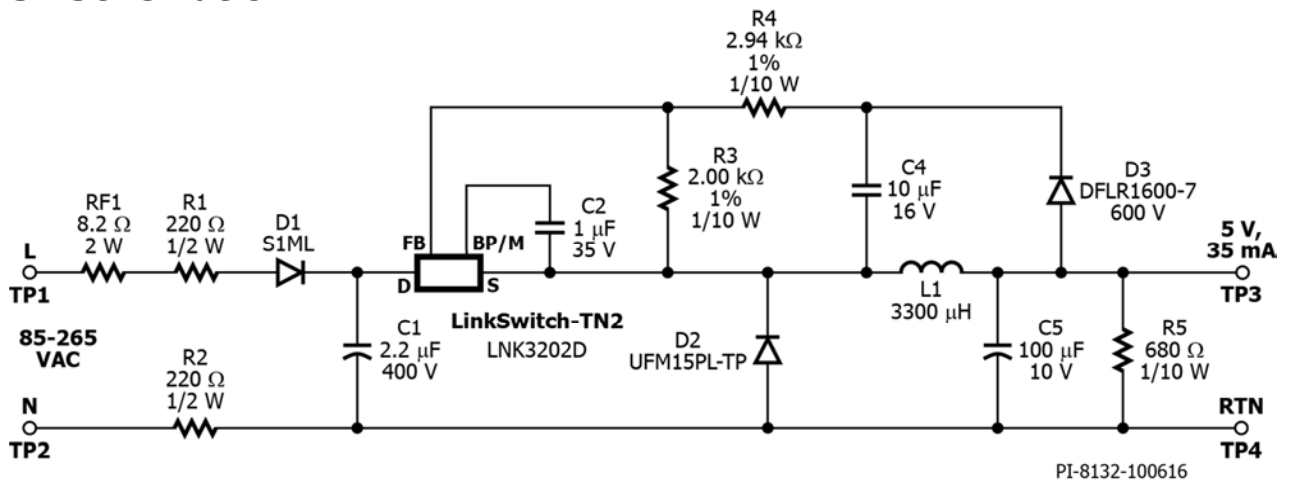 R4
2.94 kΩ
1%
1/10 W
R3
2.00 kΩ
1%
1/10 W
C4
10 μF
16 V
D3
DFLR1600-7
600 V
RF1
8.2 Ω
2 W
R1
220 Ω
1/2 W
D1
S1ML
C2
1 μF
35 V
FB
BP/M
D
S
L
TP1
5 V,
35 mA
TP3
LinkSwitch-TN2
LNK3202D
L1
3300 μH
85-265
VAC
C1
2.2 μF
400 V
D2
UFM15PL-TP
C5
100 μF
10 V
R5
680 Ω
1/10 W
R2
220 Ω
1/2 W
N
TP2
RTN
TP4
PI-8132-100616